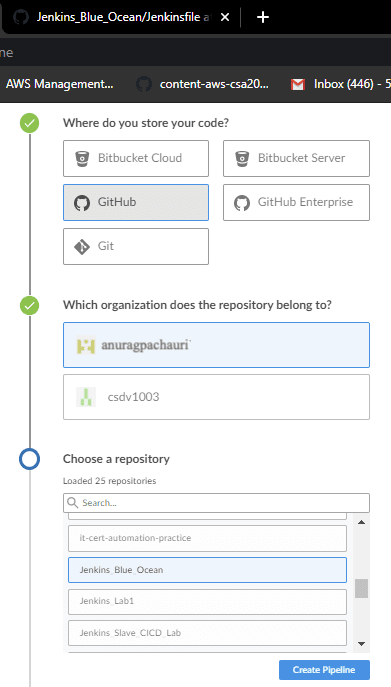 Jenkins_Blue_Ocean/Jenkinsfile a
me
AWS Management... content-aws-csa20... Inbox (446) - 5
Where do you store your code?
Bitbucket Cloud Bitbucket Server
GitHub GitHub Enterprise
Git
Which organization does the repository belong to?
anuragpachauri
csdv1003
Choose a repository
Loaded 25 repositories
Search...
it-cert-automation-practice
Jenkins_Blue_Ocean
Jenkins_Lab1
Jenkins_Slave_CICD_Lab
Create Pipeline